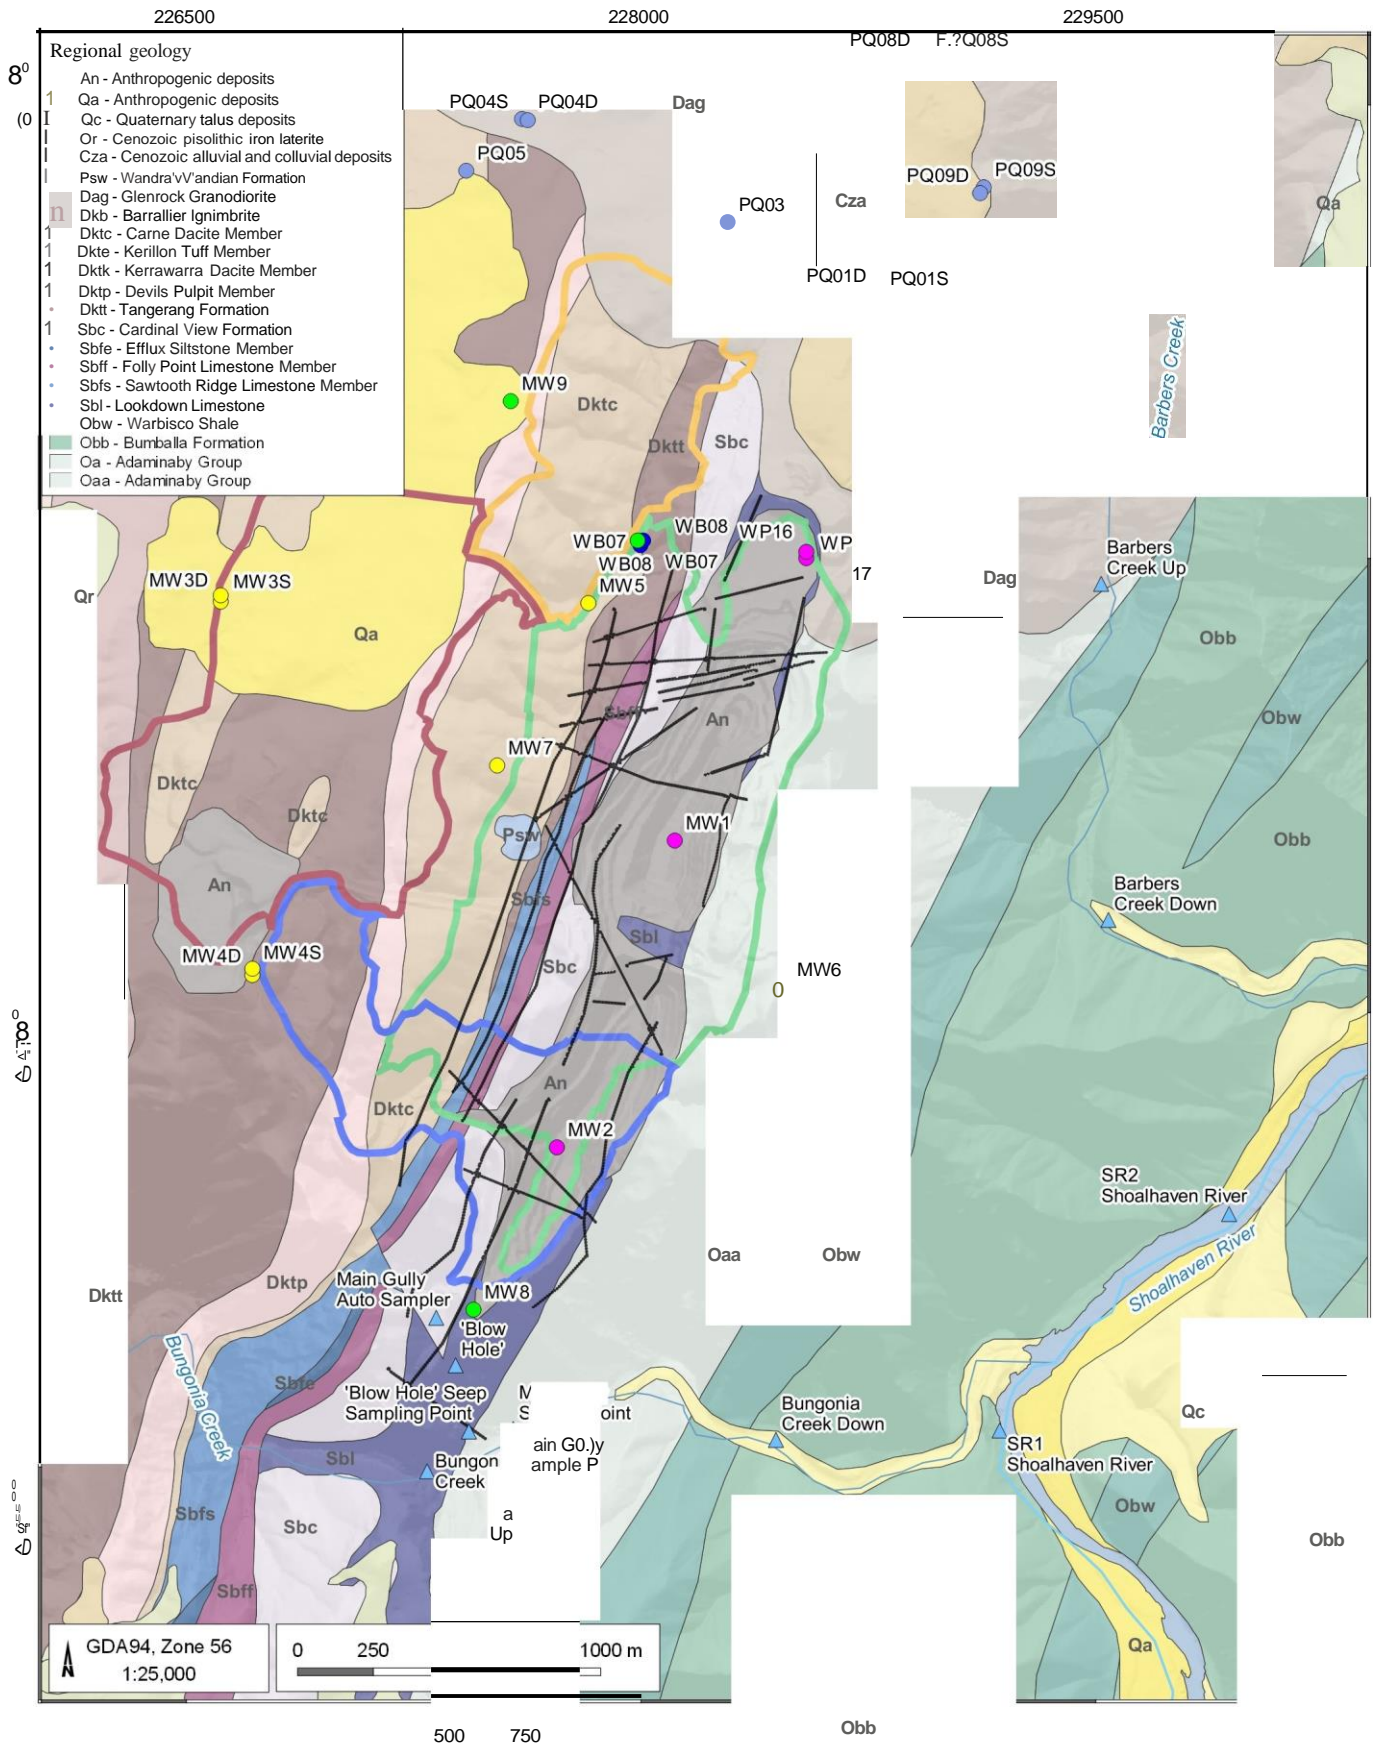 226500
228000
229500
Regional geology
An - Anthropogenic deposits
Qa - Anthropogenic deposits
Qc - Quaternary talus deposits
Or - Cenozoic pisolithic iron laterite
Cza - Cenozoic alluvial and colluvial deposits
Psw - Wandra'vV'andian Formation
Dag - Glenrock Granodiorite
Dkb - Barrallier Ignimbrite
Dktc - Carne Dacite Member
Dkte - Kerillon Tuff Member
Dktk - Kerrawarra Dacite Member
Dktp - Devils Pulpit Member
Dktt - Tangerang Formation
Sbc - Cardinal View Formation
Sbfe - Efflux Siltstone Member
Sbff - Folly Point Limestone Member
Sbfs - Sawtooth Ridge Limestone Member
Sbl - Lookdown Limestone
Obw - Warbisco Shale
Obb - Bumballa Formation
Oa - Adaminaby Group
Oaa - Adaminaby Group
PQ08D F.?Q08S
PQ04S PQ04D
Dag
PQ05
PQ09D PQ09S
PQ03
Cza
Qa
PQ01D PQ01S
Barbers Creek
MW9
Dktc
Dktt
Sbc
WB07 WB08 WP16 WP
WB08 WB07
17
MW5
MW3D MW3S
Qr
Qa
Dag
Barbers
Creek Up
Obb
Sbff
An
Obw
MW7
Dktc
Dktc
Psw
MW1
Obb
An
Sbfs
Barbers
Creek Down
Sbl
MW4D MW4S
Sbc
MW6
0
8
An
Dktc
MW2
SR2
Shoalhaven River
Shoalhaven River
Oaa
Obw
Dktp
Dktt
Main Gully
Auto Sampler
MW8
'Blow
Hole'
Bungonia Creek
Sbfe
'Blow Hole' Seep
Sampling Point
oint
ain G0.)y
ample P
Bungonia
Creek Down
Qc
SR1
Shoalhaven River
Sbl
Bungon
Creek
a
Up
Sbfs
Sbc
Obw
Obb
Sbff
Qa
GDA94, Zone 56
1:25,000
N
0 250 1000 m
500 750
Obb